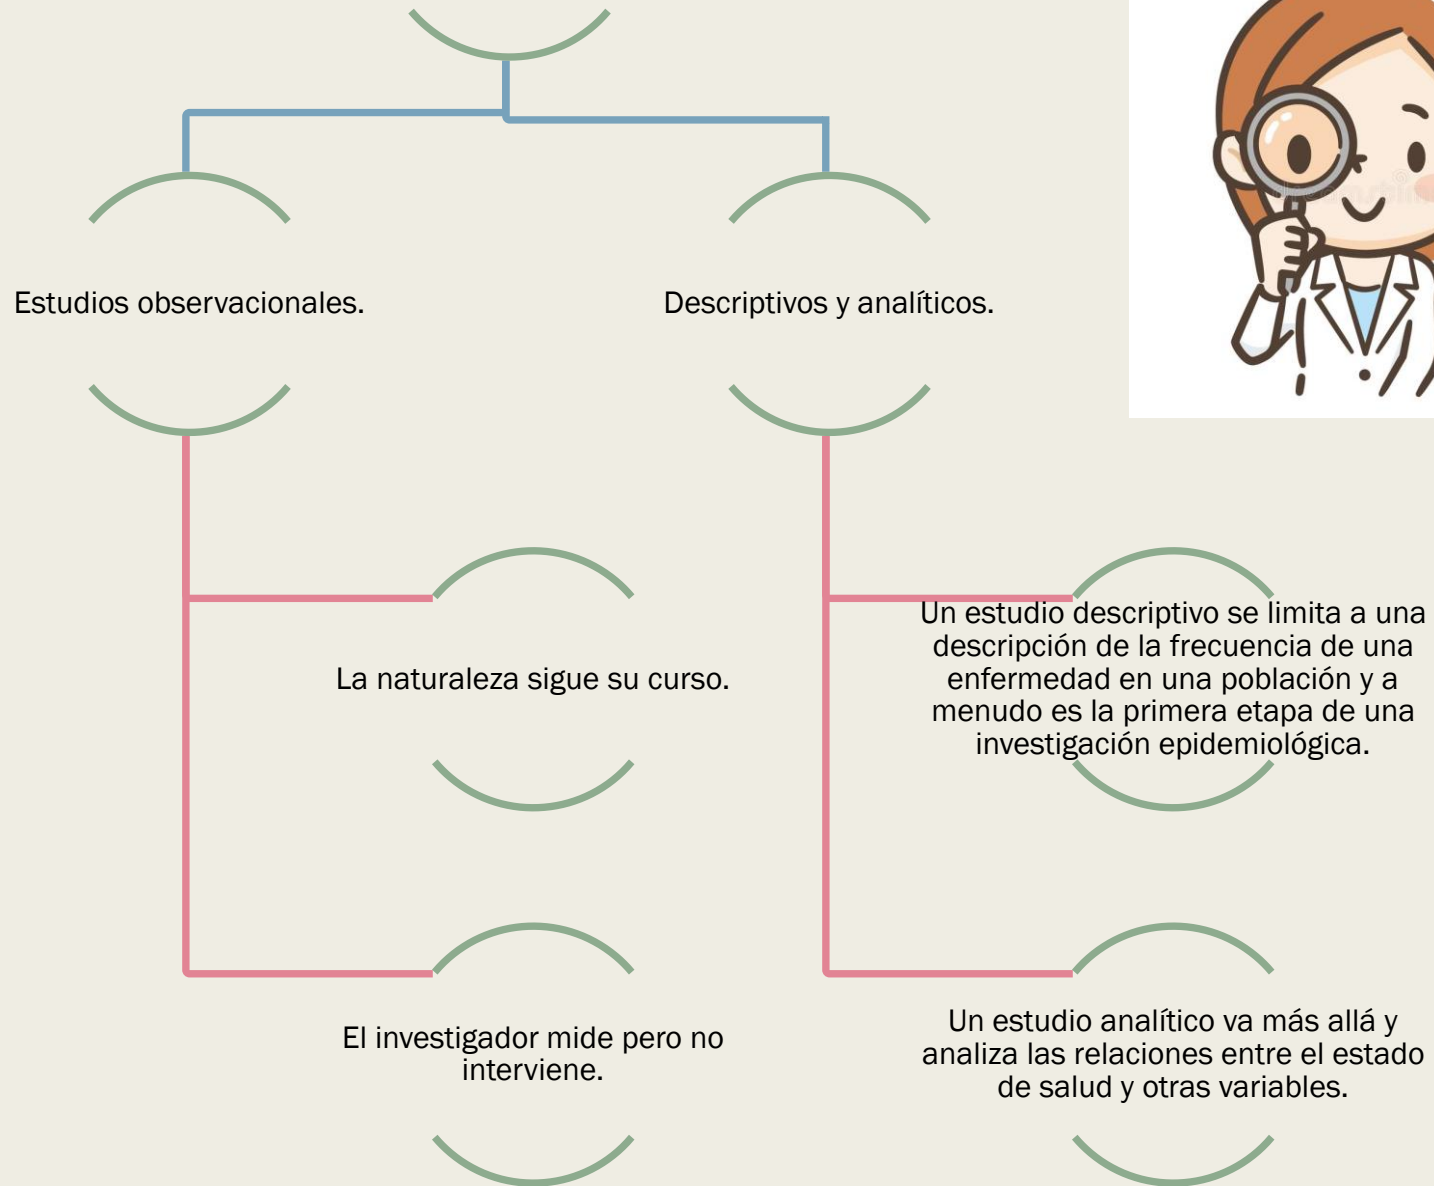 Estudios observacionales.
Descriptivos y analíticos.
La naturaleza sigue su curso.
Un estudio descriptivo se limita a una
descripción de la frecuencia de una
enfermedad en una población y a
menudo es la primera etapa de una
investigación epidemiológica.
El investigador mide pero no
interviene.
Un estudio analítico va más allá y
analiza las relaciones entre el estado
de salud y otras variables.